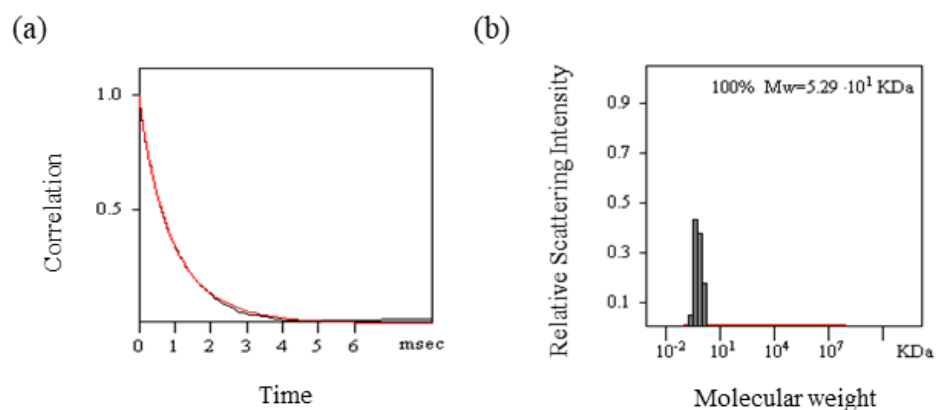 (a)
Correlation
1.0
0.5
0 1 2 3 4 5 6 msec
Time
(b)
Relative Scattering Intensity
100% Mw=5.29 ·10¹ KDa
0.9
0.5
0.3
0.1
10⁻² 10¹ 10⁴ 10⁷ KDa
Molecular weight